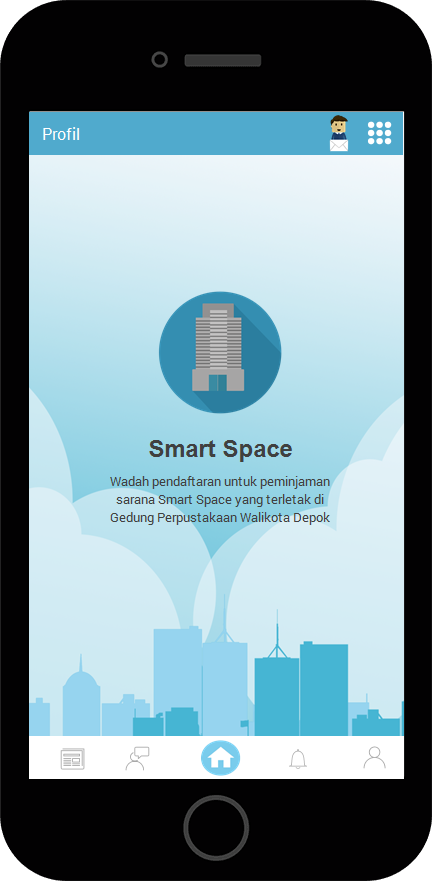 Profil
Smart Space
Wadah pendaftaran untuk peminjaman
sarana Smart Space yang terletak di
Gedung Perpustakaan Walikota Depok